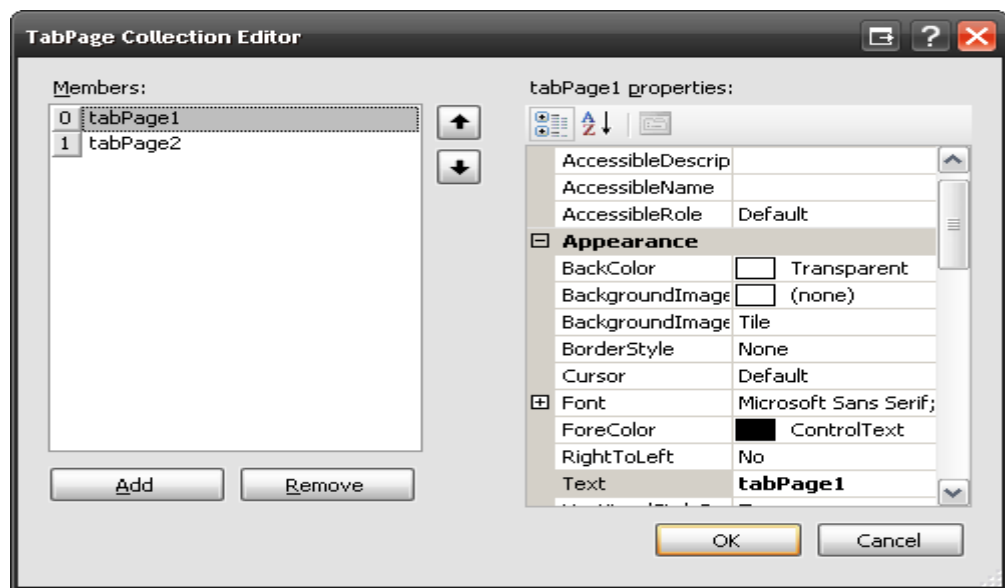 TabPage Collection Editor
Members:
0 tabPage1
1 tabPage2
Add
Remove
tabPage1 properties:
AccessibleDescrip
AccessibleName
AccessibleRole Default
Appearance
BackColor Transparent
BackgroundImage (none)
BackgroundImage Tile
BorderStyle None
Cursor Default
Font Microsoft Sans Serif;
ForeColor ControlText
RightToLeft No
Text tabPage1
OK
Cancel